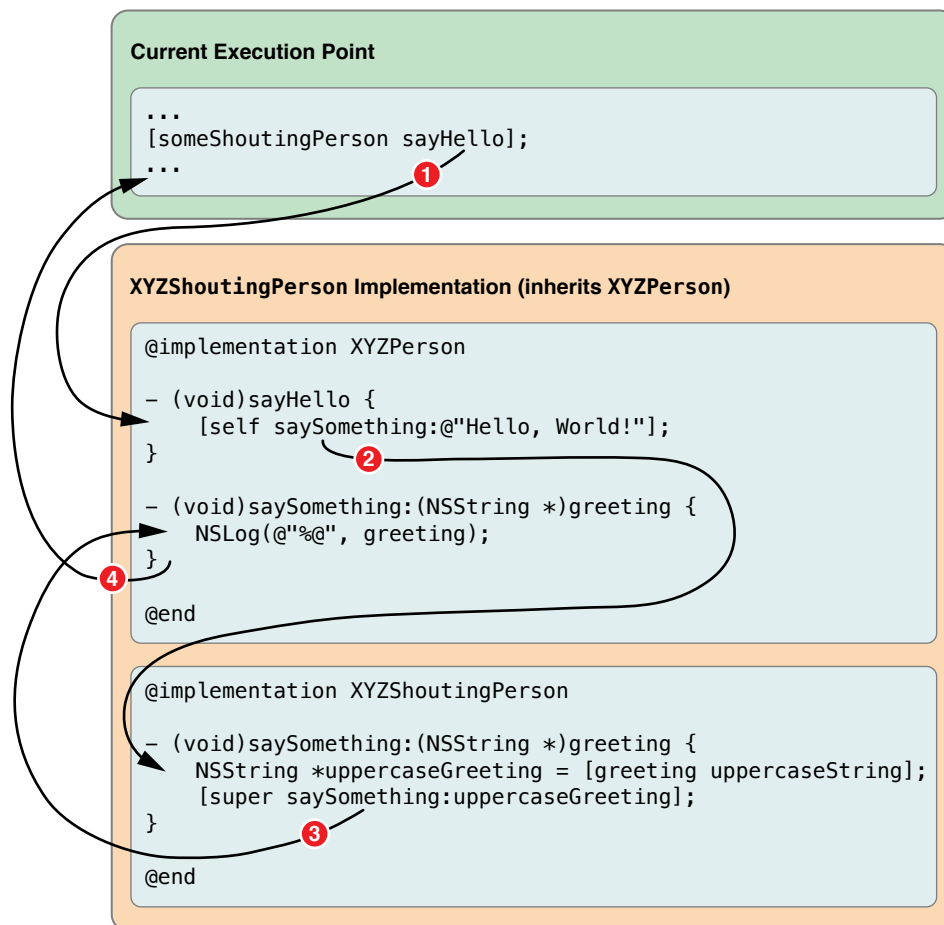 Current Execution Point
...
[someShoutingPerson sayHello];
...
1
XYZShoutingPerson Implementation (inherits XYZPerson)
@implementation XYZPerson
– (void)sayHello {
[self saySomething:@"Hello, World!"];
}
2
– (void)saySomething:(NSString *)greeting {
NSLog(@"%@", greeting);
}
4
@end
@implementation XYZShoutingPerson
– (void)saySomething:(NSString *)greeting {
NSString *uppercaseGreeting = [greeting uppercaseString];
[super saySomething:uppercaseGreeting];
}
3
@end